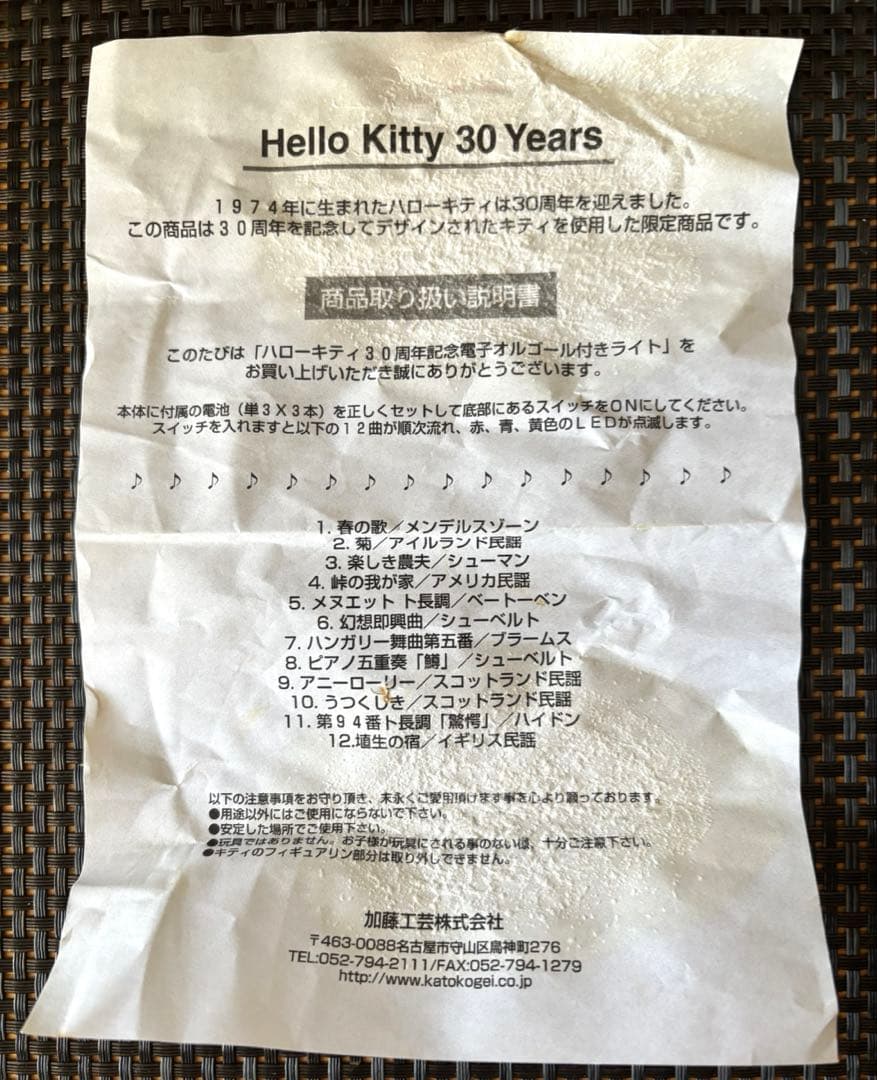 Hello Kitty 30 Years
1974年に生まれたハローキティは30周年を迎えました。
この商品は30周年を記念してデザインされたキティを使用した限定商品です。
商品取り扱い説明書
このたびは「ハローキティ30周年記念電子オルゴール付きライト」を
お買い上げいただき誠にありがとうございます。
本体に付属の電池（単3X3本）を正しくセットして底部にあるスイッチをONにしてください。
スイッチを入れますと以下の12曲が順次流れ、赤、青、黄色のLEDが点滅します。
♪ ♪ ♪ ♪ ♪ ♪ ♪ ♪ ♪ ♪ ♪ ♪ ♪ ♪ ♪ ♪
1. 春の歌／メンデルスゾーン
2. 菊／アイルランド民謡
3. 楽しき農夫／シューマン
4. 峠の我が家／アメリカ民謡
5. メヌエット ト長調／ベートーベン
6. 幻想即興曲／シューベルト
7. ハンガリー舞曲第五番／ブラームス
8. ピアノ五重奏「鱒」／シューベルト
9. アニーローリー／スコットランド民謡
10. うつくしき／スコットランド民謡
11. 第94番ト長調「驚愕」／ハイドン
12.埴生の宿／イギリス民謡
以下の注意事項をお守り頂き、末永くご愛用頂けます事を心より願っております。
●用途以外にはご使用にならないで下さい。
●安定した場所でご使用下さい。
●玩具ではありません。お子様が玩具にされる事のない様、十分ご注意下さい。
●キティのフィギュアリン部分は取り外しできません。
加藤工芸株式会社
〒463-0088名古屋市守山区鳥神町276
TEL:052-794-2111/FAX:052-794-1279
http://www.katokogei.co.jp